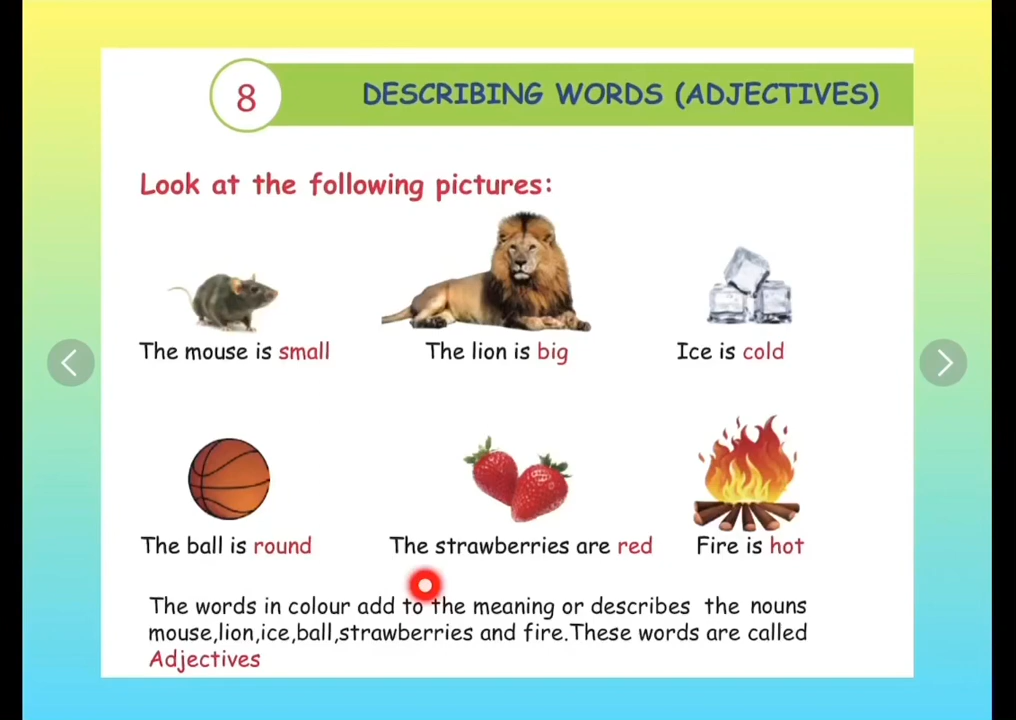 8
DESCRIBING WORDS (ADJECTIVES)
Look at the following pictures:
The mouse is small
The lion is big
Ice is cold
The ball is round
The strawberries are red
Fire is hot
The words in colour add to the meaning or describes the nouns
mouse,lion,ice,ball,strawberries and fire.These words are called
Adjectives